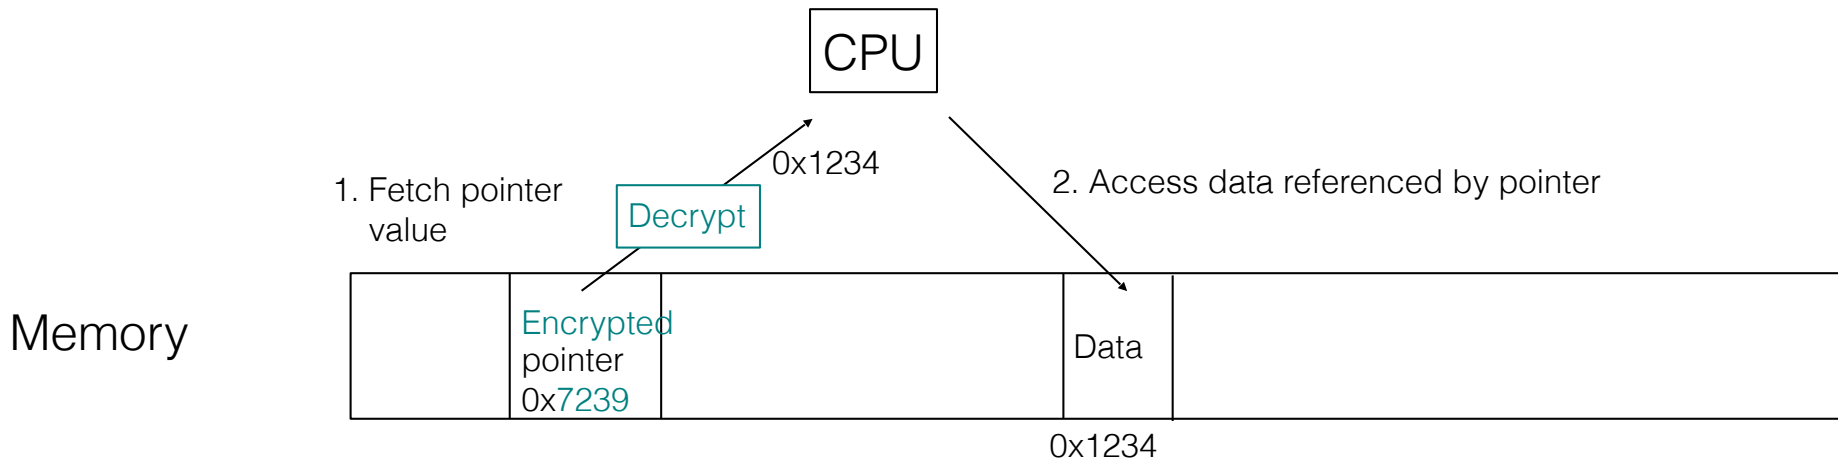 CPU
0x1234
1. Fetch pointer
value
Decrypt
2. Access data referenced by pointer
Memory
Encrypted
pointer
0x7239
Data
0x1234